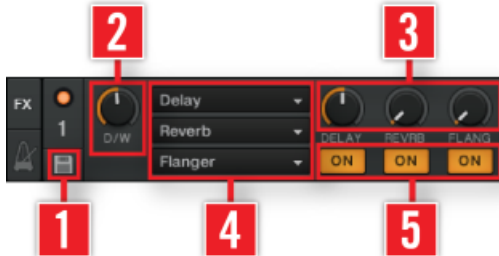 2
3
FX
1
D/W
Delay
Reverb
Flanger
DELAY REVRB FLANG
ON ON ON
1
4
5